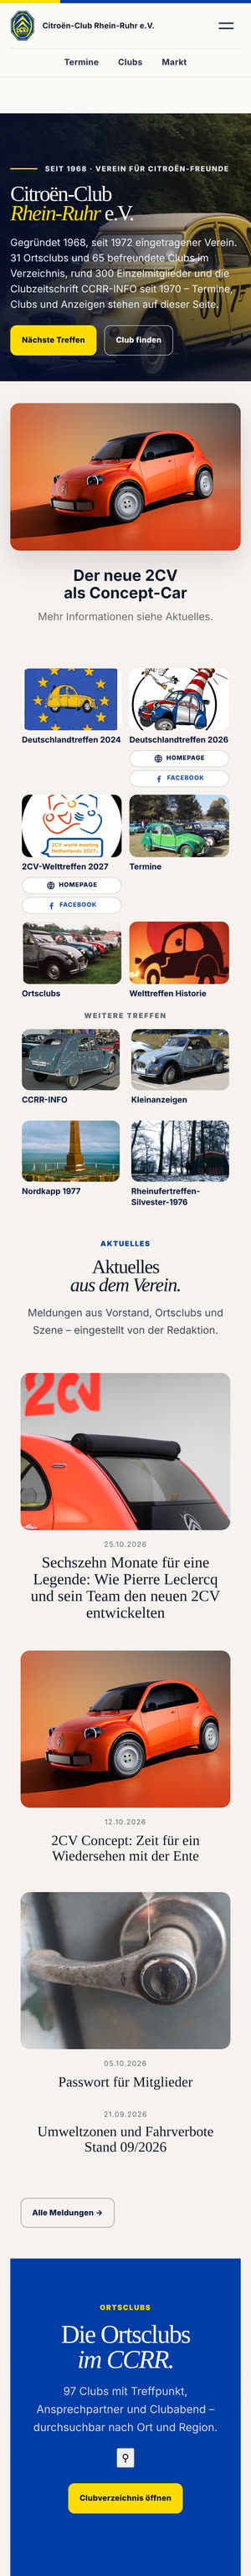 Citroën-Club Rhein-Ruhr e.V.
Termine Clubs Markt
SEIT 1968 · VEREIN FÜR CITROËN-FREUNDE
Citroën-Club
Rhein-Ruhr e.V.
Gegründet 1968, seit 1972 eingetragener Verein.
31 Ortsclubs und 65 befreundete Clubs im
Verzeichnis, rund 300 Einzelmitglieder und die
Clubzeitschrift CCRR-INFO seit 1970 – Termine,
Clubs und Anzeigen stehen auf dieser Seite.
Nächste Treffen
Club finden
Der neue 2CV
als Concept-Car
Mehr Informationen siehe Aktuelles.
Deutschlandtreffen 2024
Deutschlandtreffen 2026
HOMEPAGE
FACEBOOK
2CV world meeting
Netherlands 2027
2CV-Welttreffen 2027
HOMEPAGE
FACEBOOK
Termine
Ortsclubs
Welttreffen Historie
WEITERE TREFFEN
CCRR-INFO
Kleinanzeigen
Nordkapp 1977
Rheinufertreffen-
Silvester-1976
AKTUELLES
Aktuelles
aus dem Verein.
Meldungen aus Vorstand, Ortsclubs und
Szene – eingestellt von der Redaktion.
2CV
25.10.2026
Sechszehn Monate für eine
Legende: Wie Pierre Leclercq
und sein Team den neuen 2CV
entwickelten
12.10.2026
2CV Concept: Zeit für ein
Wiedersehen mit der Ente
05.10.2026
Passwort für Mitglieder
21.09.2026
Umweltzonen und Fahrverbote
Stand 09/2026
Alle Meldungen →
ORTSCLUBS
Die Ortsclubs
im CCRR.
97 Clubs mit Treffpunkt,
Ansprechpartner und Clubabend –
durchsuchbar nach Ort und Region.
Clubverzeichnis öffnen